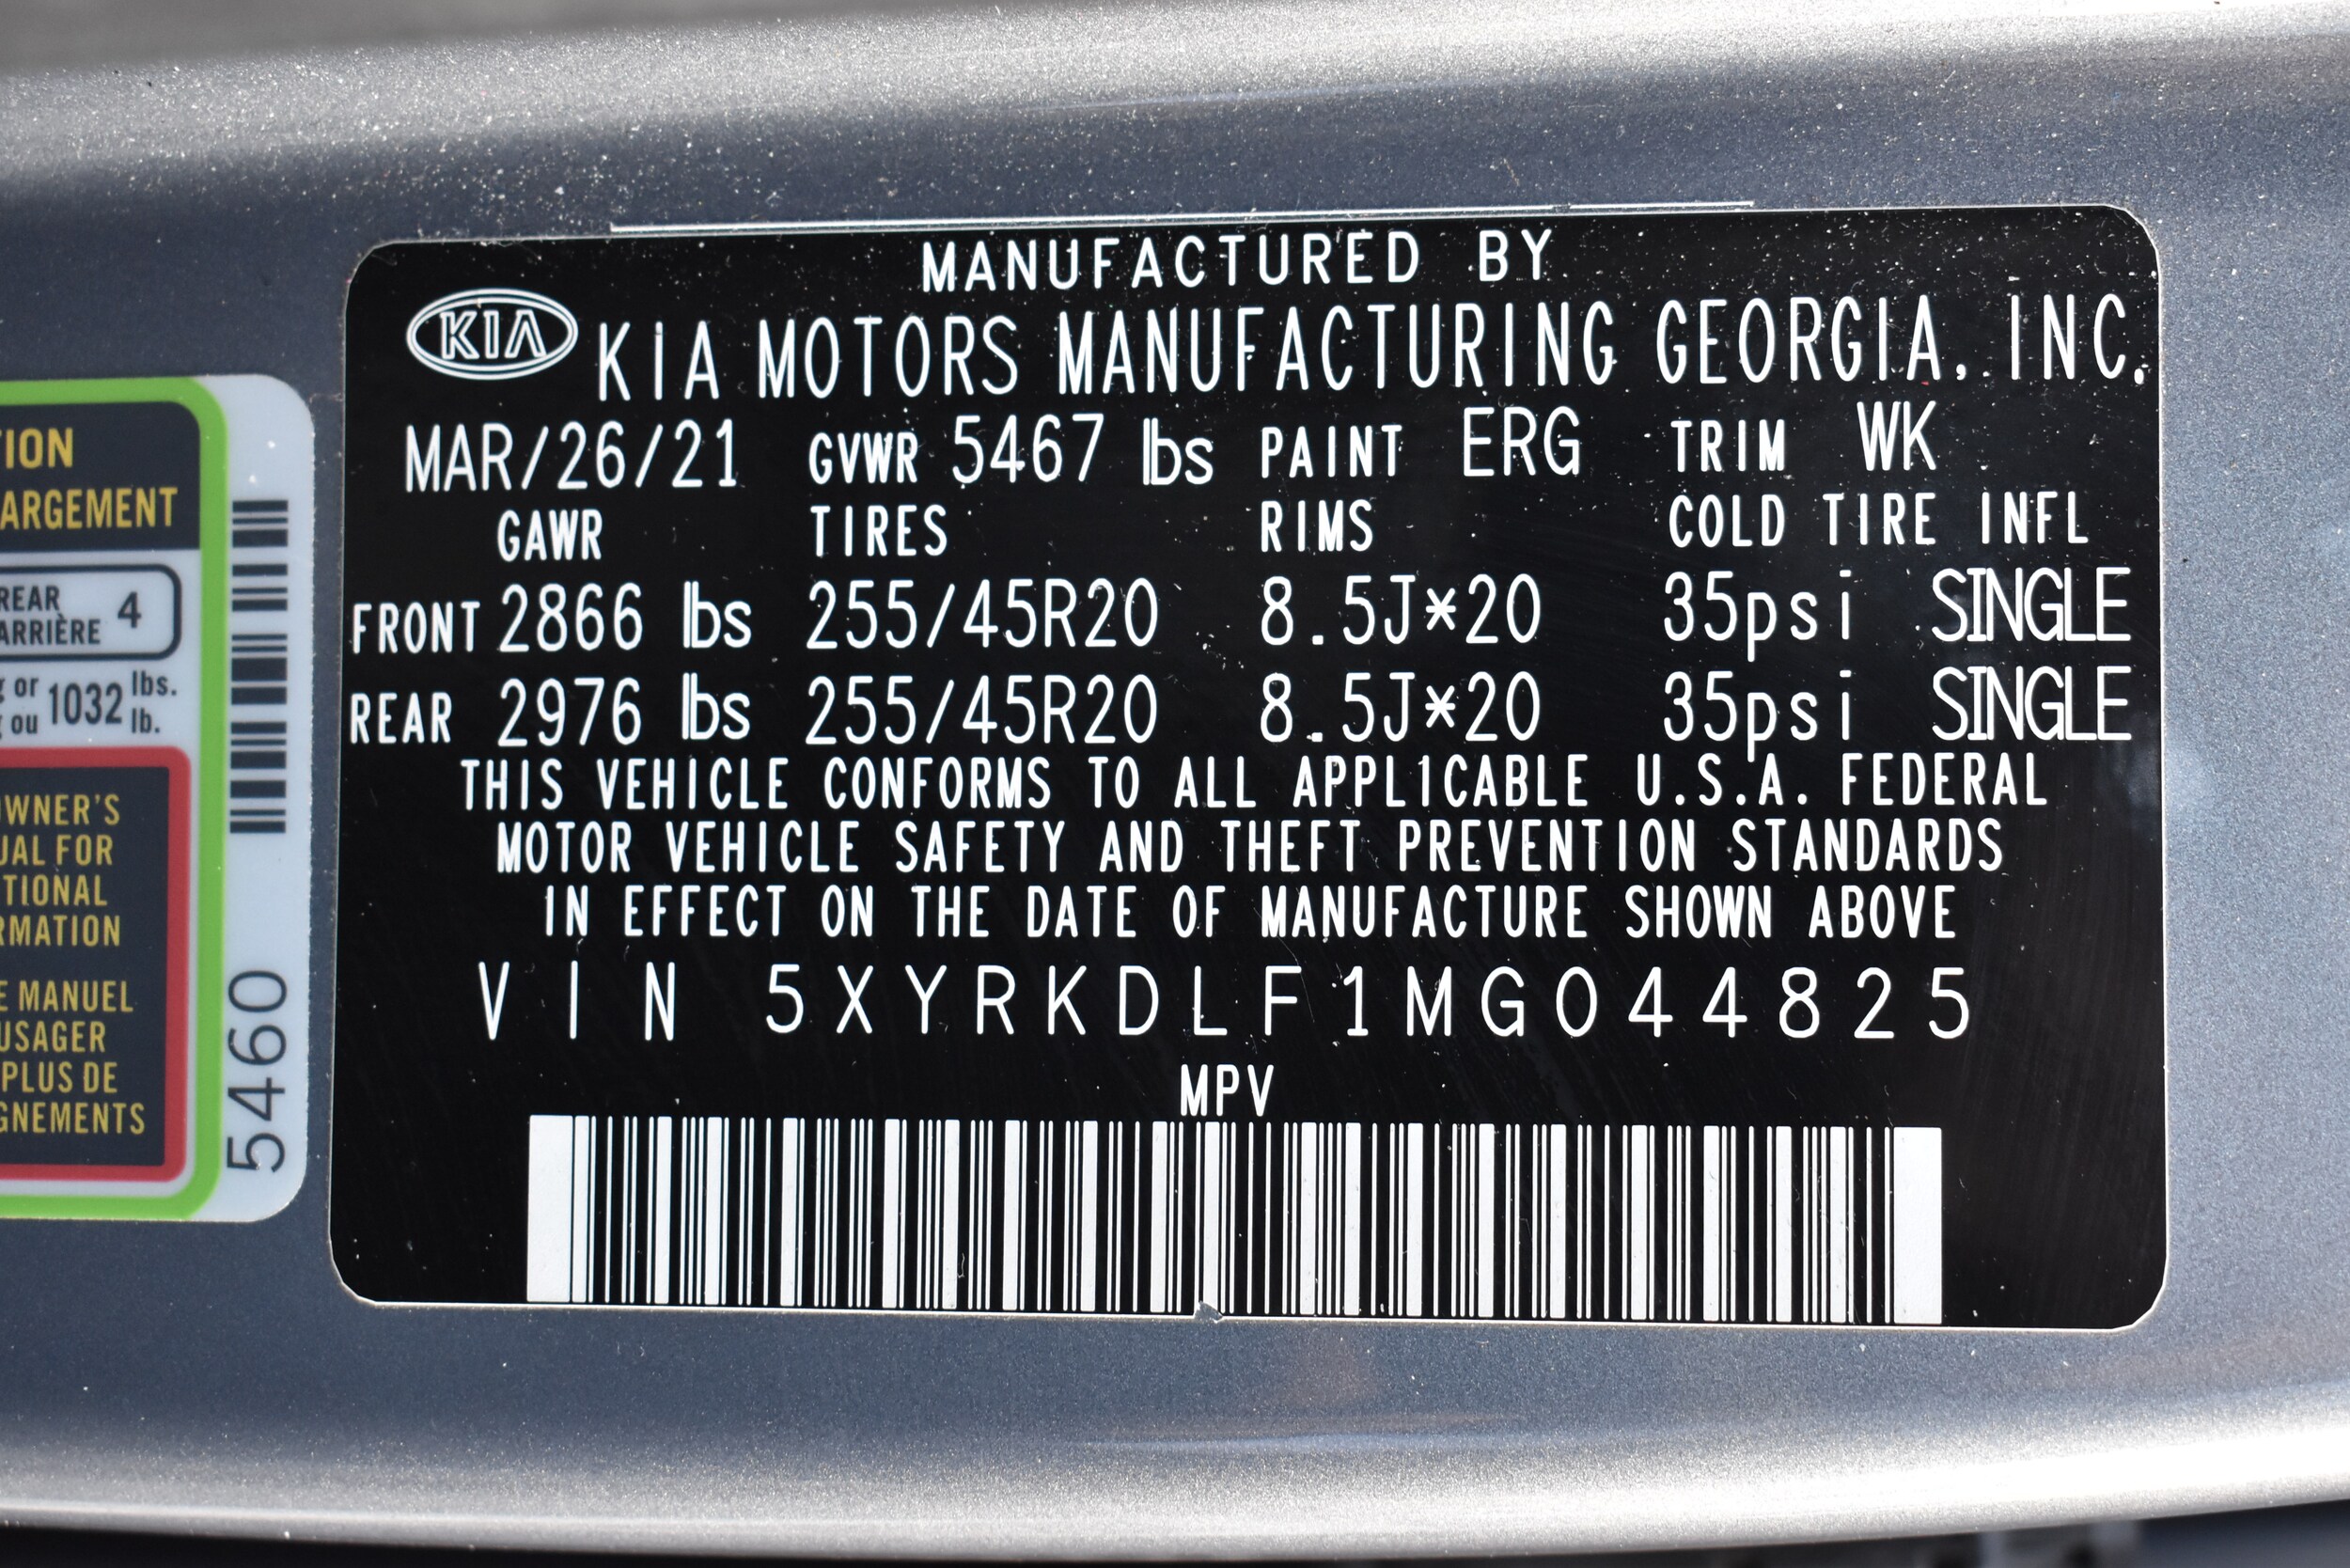 TION
ARGEMENT
REAR 4
ARRIÈRE
g or 1032 lbs.
g ou lb.
OWNER'S
UAL FOR
TIONAL
RMATION
E MANUEL
USAGER
PLUS DE
GNEMENTS
5460
MANUFACTURED BY
KIA KIA MOTORS MANUFACTURING GEORGIA, INC.
MAR/26/21 GVWR 5467 lbs PAINT ERG TRIM WK
GAWR TIRES RIMS COLD TIRE INFL
FRONT 2866 lbs 255/45R20 8.5J*20 35psi SINGLE
REAR 2976 lbs 255/45R20 8.5J*20 35psi SINGLE
THIS VEHICLE CONFORMS TO ALL APPLICABLE U.S.A. FEDERAL
MOTOR VEHICLE SAFETY AND THEFT PREVENTION STANDARDS
IN EFFECT ON THE DATE OF MANUFACTURE SHOWN ABOVE
VIN 5XYRKDLF1MG044825
MPV